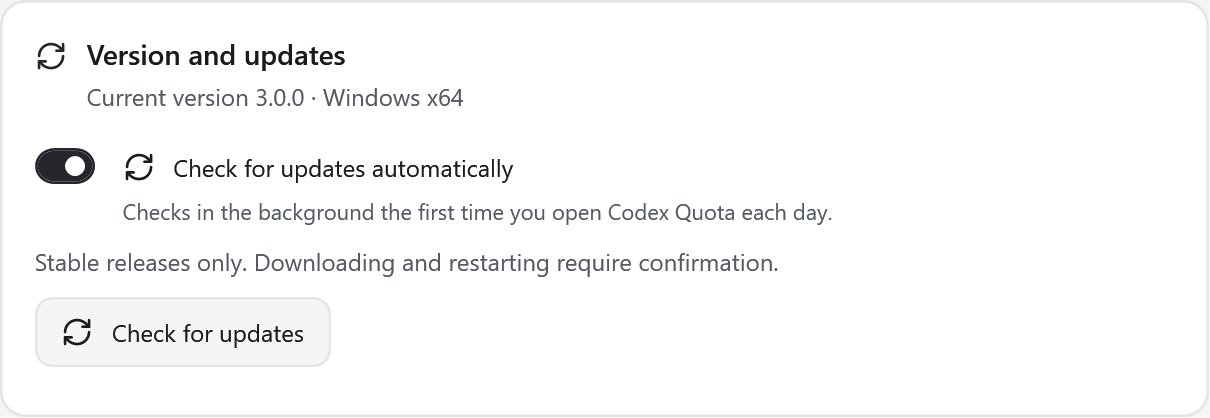 Version and updates
Current version 3.0.0 · Windows x64
Check for updates automatically
Checks in the background the first time you open Codex Quota each day.
Stable releases only. Downloading and restarting require confirmation.
Check for updates